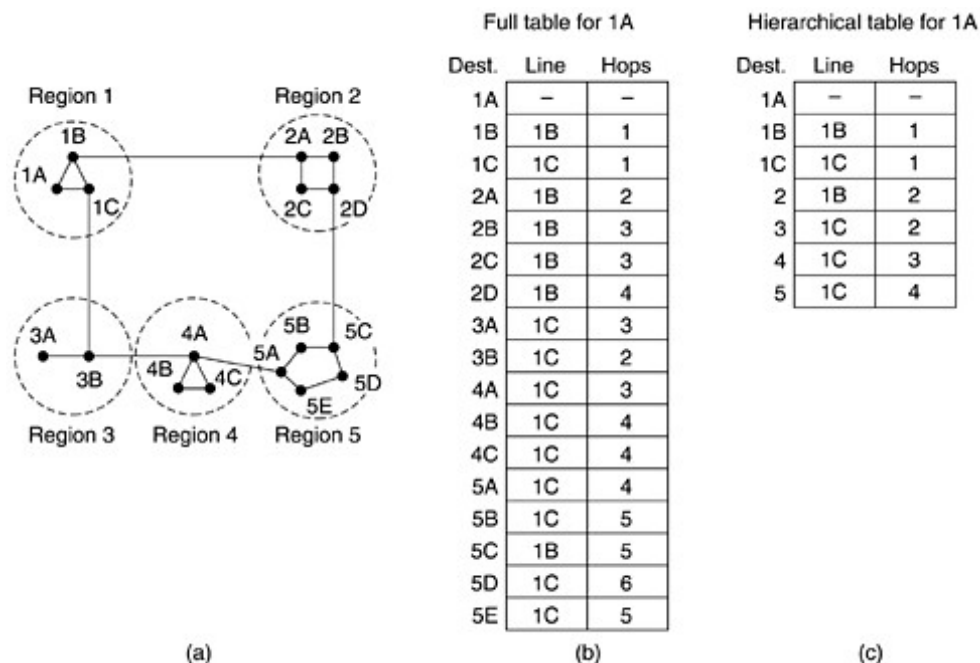 Full table for 1A
Hierarchical table for 1A
Dest. Line Hops
Dest. Line Hops
Region 1
Region 2
1B
1A
1C
2A 2B
2C 2D
3A
3B
4A
4B 4C
5B 5C
5A
5D
5E
Region 3 Region 4 Region 5
1A – –
1B 1B 1
1C 1C 1
2A 1B 2
2B 1B 3
2C 1B 3
2D 1B 4
3A 1C 3
3B 1C 2
4A 1C 3
4B 1C 4
4C 1C 4
5A 1C 4
5B 1C 5
5C 1B 5
5D 1C 6
5E 1C 5
1A – –
1B 1B 1
1C 1C 1
2 1B 2
3 1C 2
4 1C 3
5 1C 4
(a) (b) (c)